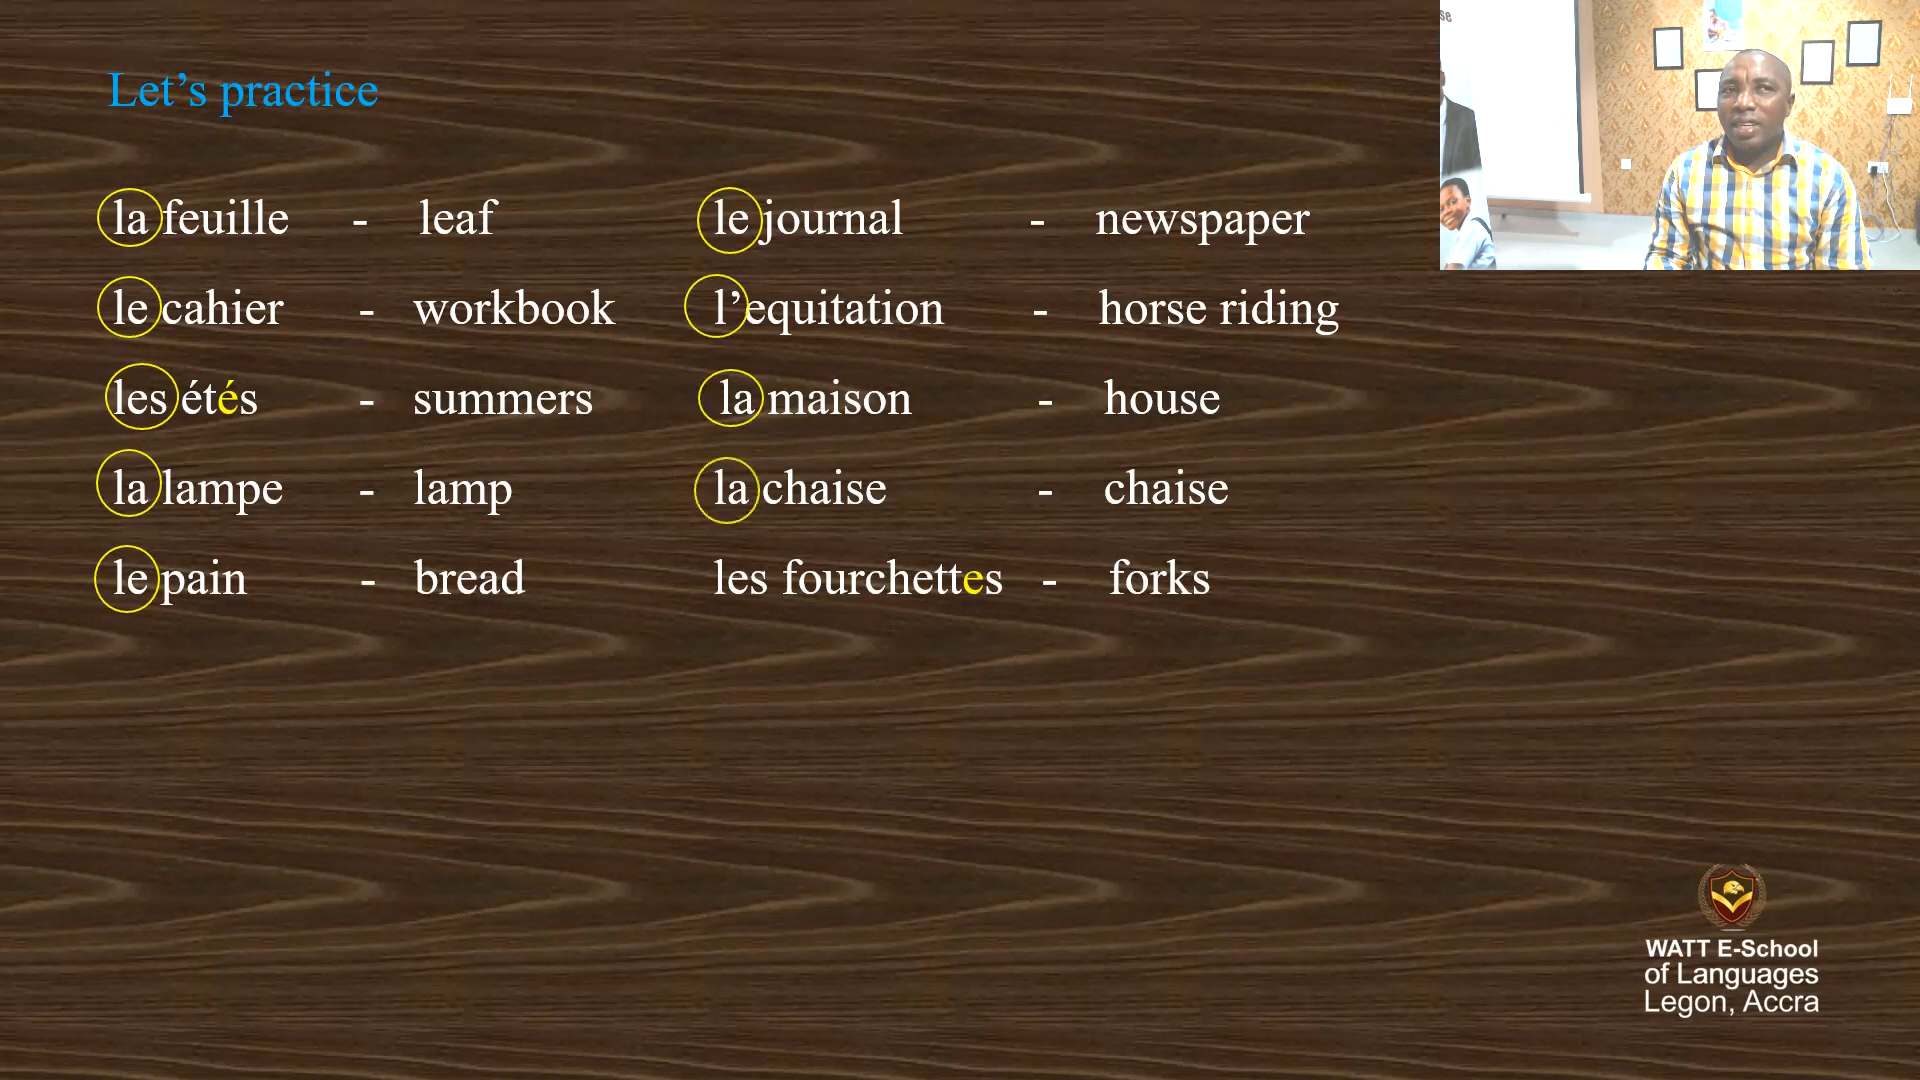 Let’s practice
la feuille - leaf
le cahier - workbook
les étés - summers
la lampe - lamp
le pain - bread
le journal - newspaper
l’equitation - horse riding
la maison - house
la chaise - chaise
les fourchettes - forks
se
WATT E-School
of Languages
Legon, Accra